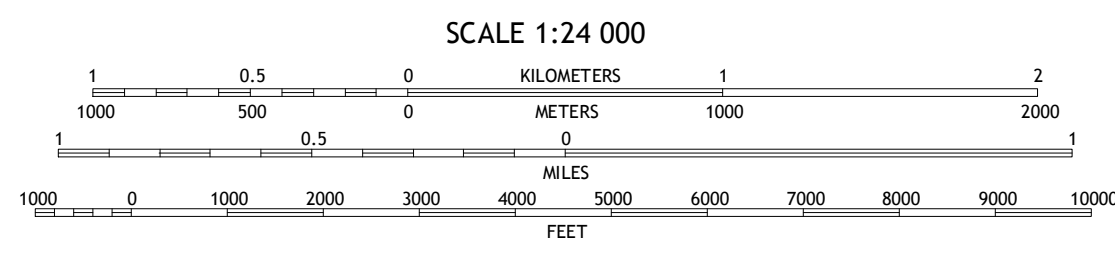 SCALE 1:24 000
1 0.5 0 KILOMETERS 1 2
1000 500 0 METERS 1000 2000
1 0.5 0 1
MILES
1000 0 1000 2000 3000 4000 5000 6000 7000 8000 9000 10000
FEET